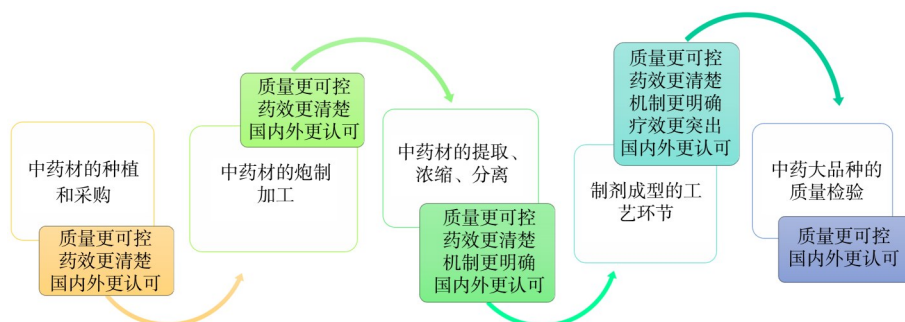 中药材的种植
和采购
质量更可控
药效更清楚
国内外更认可
质量更可控
药效更清楚
国内外更认可
中药材的炮制
加工
中药材的提取、
浓缩、分离
质量更可控
药效更清楚
机制更明确
国内外更认可
质量更可控
药效更清楚
机制更明确
疗效更突出
国内外更认可
制剂成型的工
艺环节
中药大品种的
质量检验
质量更可控
国内外更认可